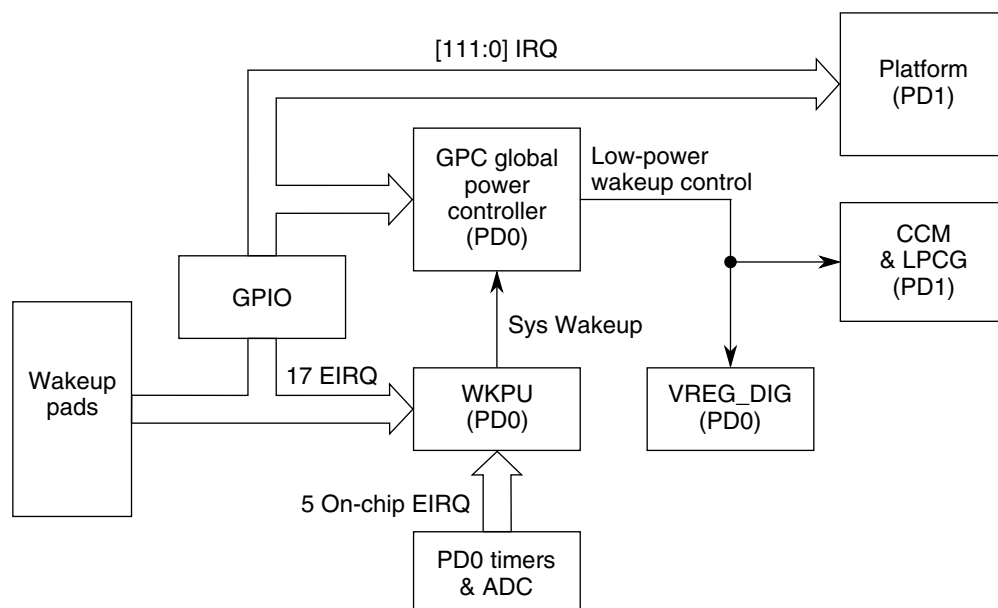 [111:0] IRQ
Platform
(PD1)
GPC global
power
controller
(PD0)
Low-power
wakeup control
CCM
& LPCG
(PD1)
GPIO
Sys Wakeup
Wakeup
pads
17 EIRQ
WKPU
(PD0)
VREG_DIG
(PD0)
5 On-chip EIRQ
PD0 timers
& ADC